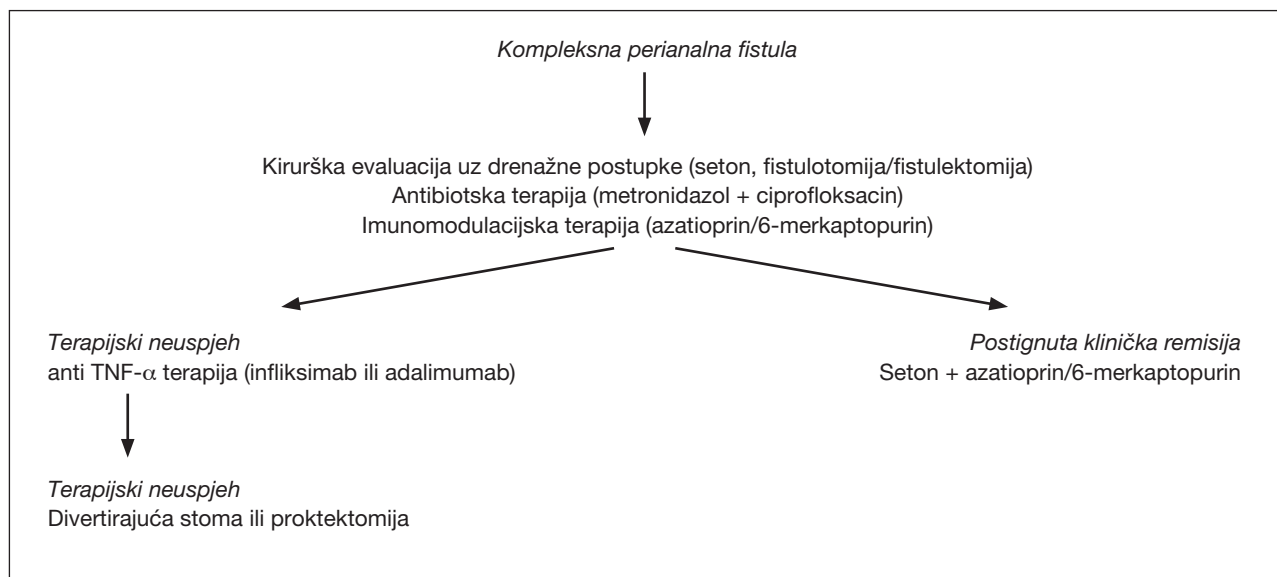 Kompleksna perianalna fistula
Kirurška evaluacija uz drenažne postupke (seton, fistulotomija/fistulektomija)
Antibiotska terapija (metronidazol + ciprofloksacin)
Imunomodulacijska terapija (azatioprin/6-merkaptopurin)
Terapijski neuspjeh
anti TNF-α terapija (infliksimab ili adalimumab)
Postignuta klinička remisija
Seton + azatioprin/6-merkaptopurin
Terapijski neuspjeh
Divertirajuća stoma ili proktektomija